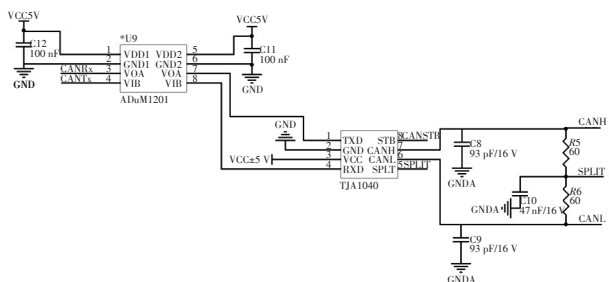 VCC5V
VCC5V
C12
100 nF
GND
*U9
1 VDD1 VDD2 5
2 GND1 GND2 6
3 VOA VOA 7
4 VIB VIB 8
CANRx
CANTx
ADuM1201
C11
100 nF
GND
GND
VCC±5 V
1 TXD STB 8 CANSTB
2 GND CANH 7
3 VCC CANL 6
4 RXD SPLT 5 SPLIT
TJA1040
C8
93 pF/16 V
GNDA
CANH
R5
60
SPLIT
C10
47 nF/16 V
GNDA
R6
60
CANL
C9
93 pF/16 V
GNDA